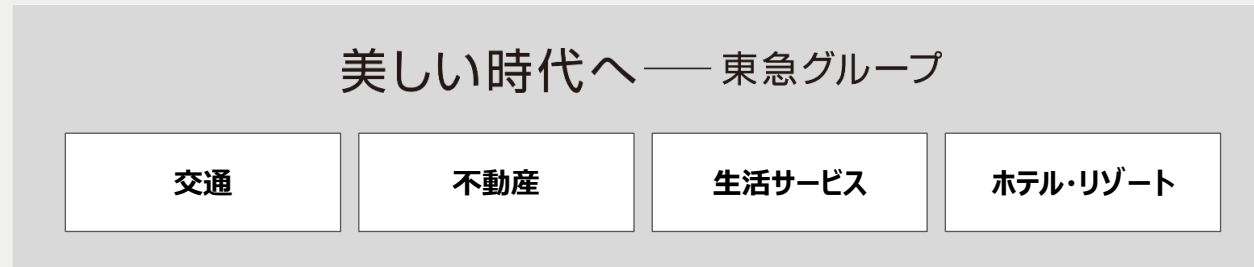 美しい時代へ──東急グループ
交通
不動産
生活サービス
ホテル・リゾート